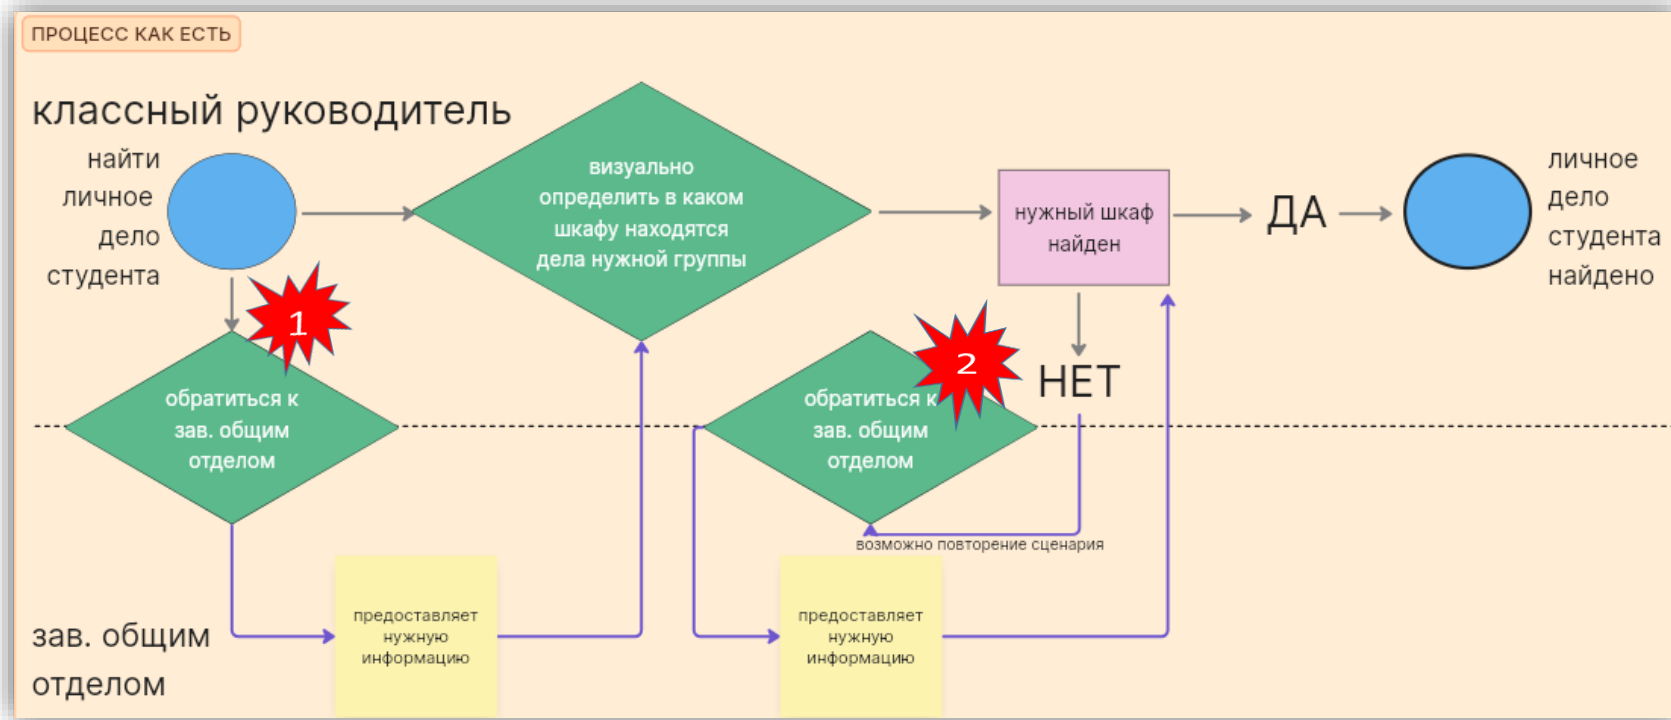 ПРОЦЕСС КАК ЕСТЬ
классный руководитель
найти
личное
дело
студента
визуально
определить в каком
шкафу находятся
дела нужной группы
нужный шкаф
найден
ДА
личное
дело
студента
найдено
1
2
НЕТ
обратиться к
зав. общим
отделом
обратиться к
зав. общим
отделом
возможно повторение сценария
предоставляет
нужную
информацию
предоставляет
нужную
информацию
зав. общим
отделом